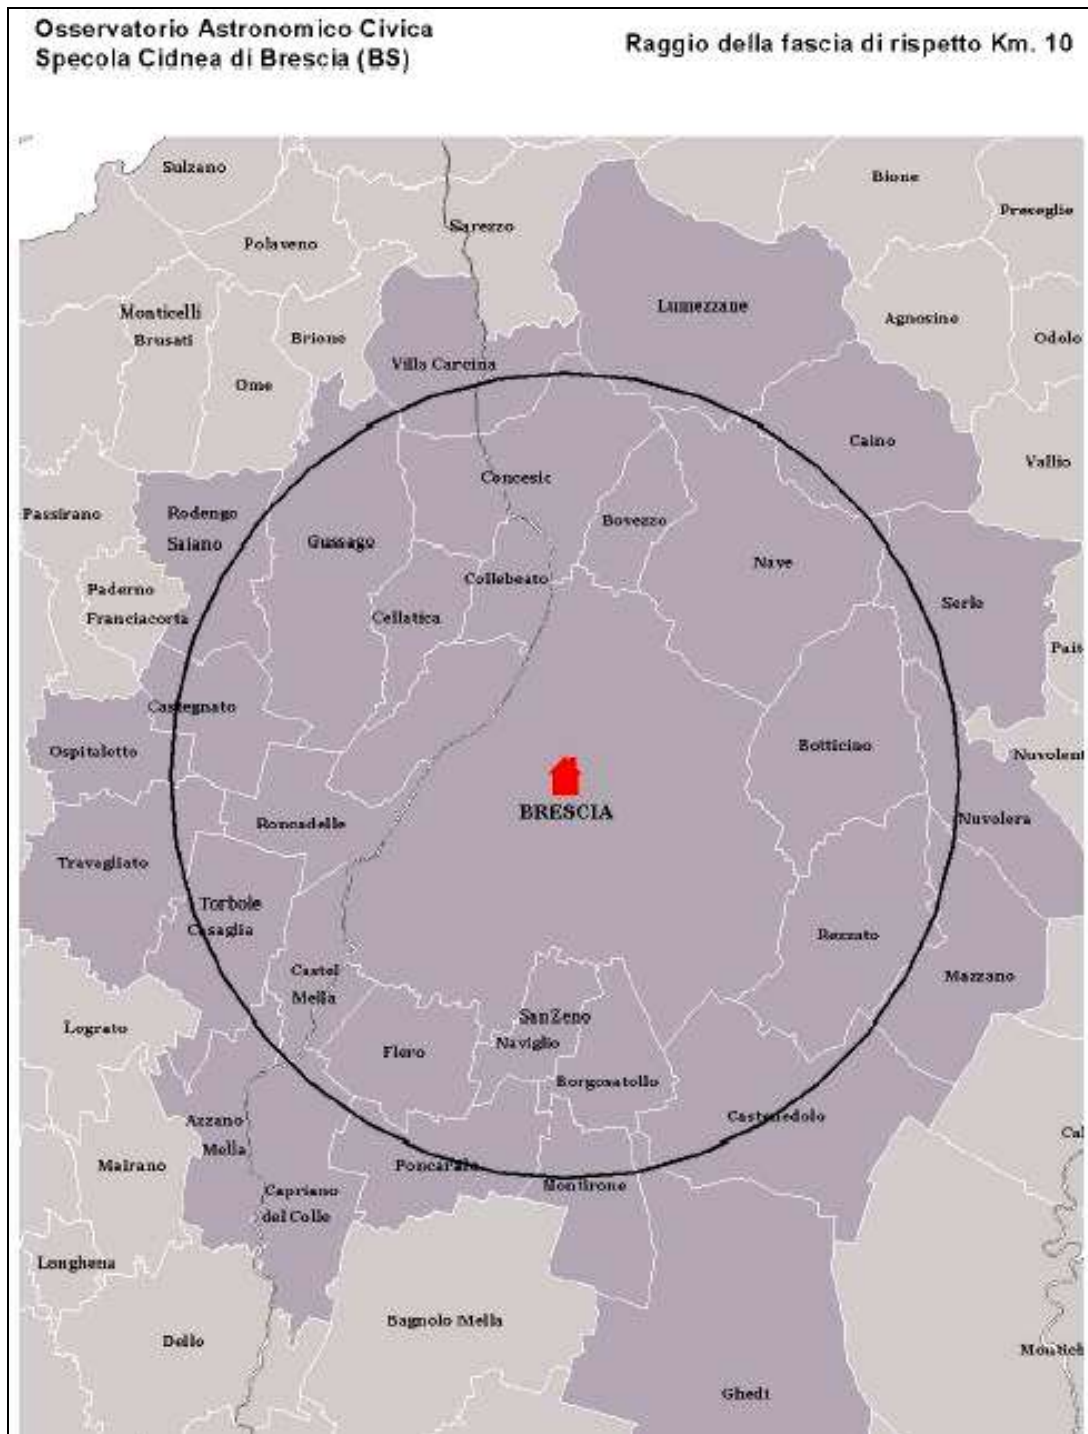 Osservatorio Astronomico Civica
Specola Cidnea di Brescia (BS)
Raggio della fascia di rispetto Km. 10
Sulzano
Bione
Preseglie
Sarezzo
Polaveno
Lumezzane
Monticelli
Brusati
Agnosine
Brione
Odolo
Villa Carcina
Ome
Caino
Vallio
Concesio
Passirano
Rodengo
Saiano
Gussago
Bovezzo
Nave
Collebeato
Paderno
Franciacorta
Cellatica
Serle
Pait
Castegnato
Ospitaletto
Botticino
Nuvolent
BRESCIA
Roncadelle
Nuvolera
Travagliato
Torbole
Casaglia
Rezzato
Castel
Mella
Mazzano
San Zeno
Naviglio
Lograto
Flero
Borgosatollo
Azzano
Mella
Castenedolo
Cal
Mairano
Poncarale
Montirone
Capriano
del Colle
Longhena
Bagnolo Mella
Dello
Montich
Ghedi